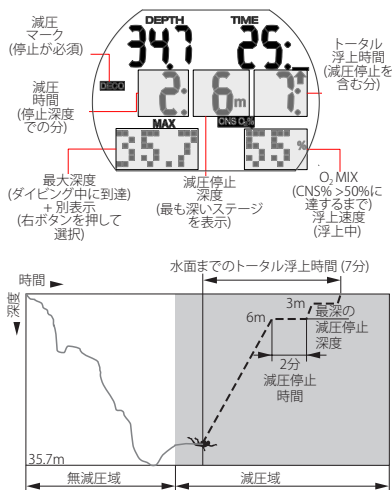 DEPTH
TIME
34.7
25:
減圧
マーク
(停止が必須)
DECO
トータル
浮上時間
(減圧停止を
含む分)
減圧
時間
(停止深度
での分)
2:
6m
7:
MAX
CNS O₂%
35.7
55%
最大深度
(ダイビング中に到達)
+ 別表示
(右ボタンを押して
選択)
減圧停止
深度
(最も深いステージ
を表示)
O₂ MIX
(CNS% >50%に
達するまで)
浮上速度
(浮上中)
水面までのトータル浮上時間 (7分)
時間
深度
3m
6m
最深の
減圧停止
深度
2分
減圧停止
時間
35.7m
無減圧域
減圧域